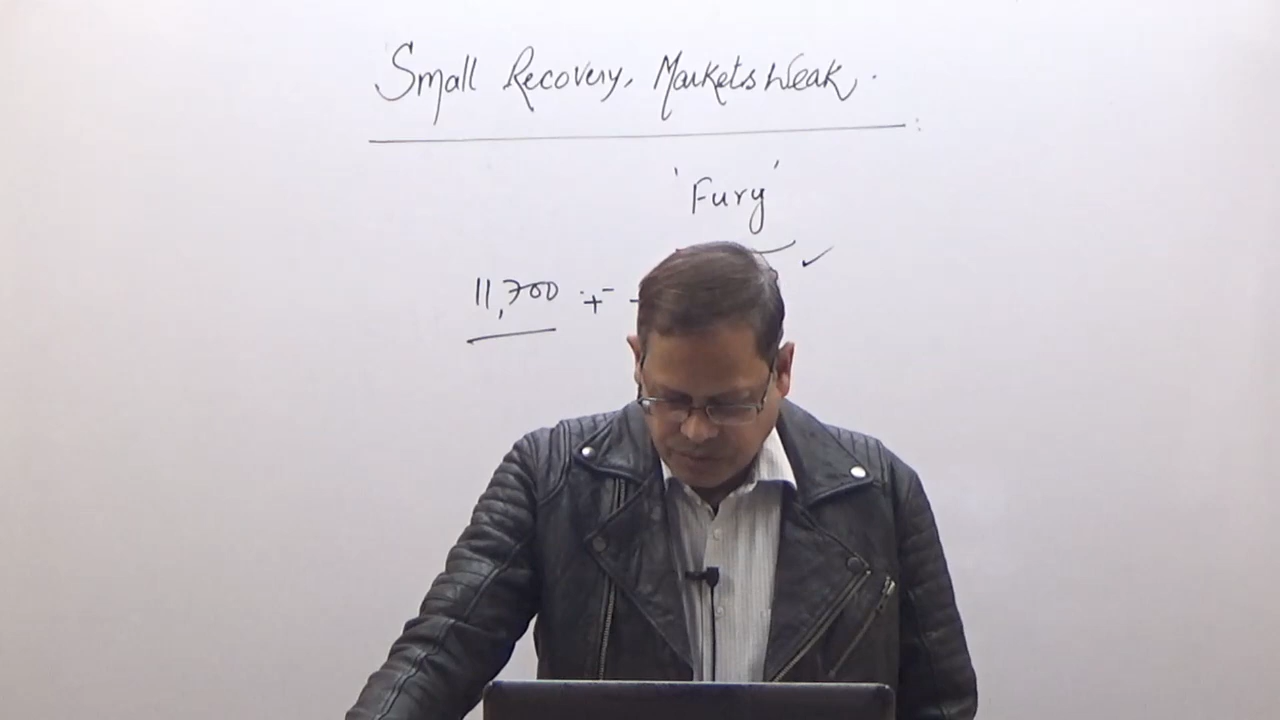 Small Recovery, Markets Weak.
'Fury'
11,700 +-